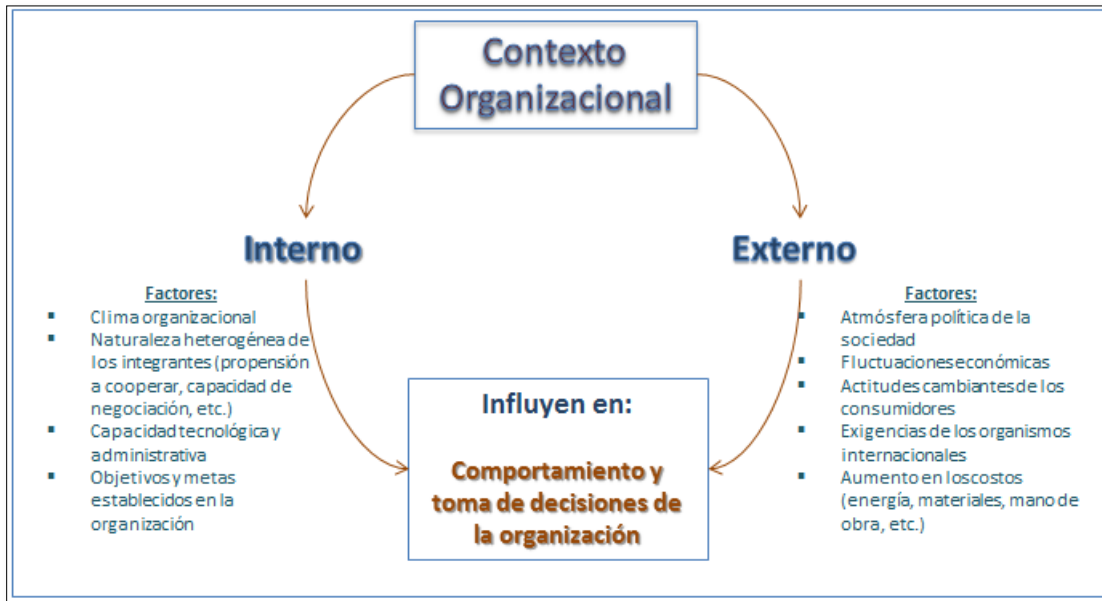 Contexto
Organizacional
Interno
Factores:
▪ Clima organizacional
▪ Naturaleza heterogénea de
los integrantes (propensión
a cooperar, capacidad de
negociación, etc.)
▪ Capacidad tecnológica y
administrativa
▪ Objetivos y metas
establecidos en la
organización
Externo
Factores:
▪ Atmósfera política de la
sociedad
▪ Fluctuaciones económicas
▪ Actitudes cambiantes de los
consumidores
▪ Exigencias de los organismos
internacionales
▪ Aumento en loscostos
(energía, materiales, mano de
obra, etc.)
Influyen en:
Comportamiento y
toma de decisiones de
la organización